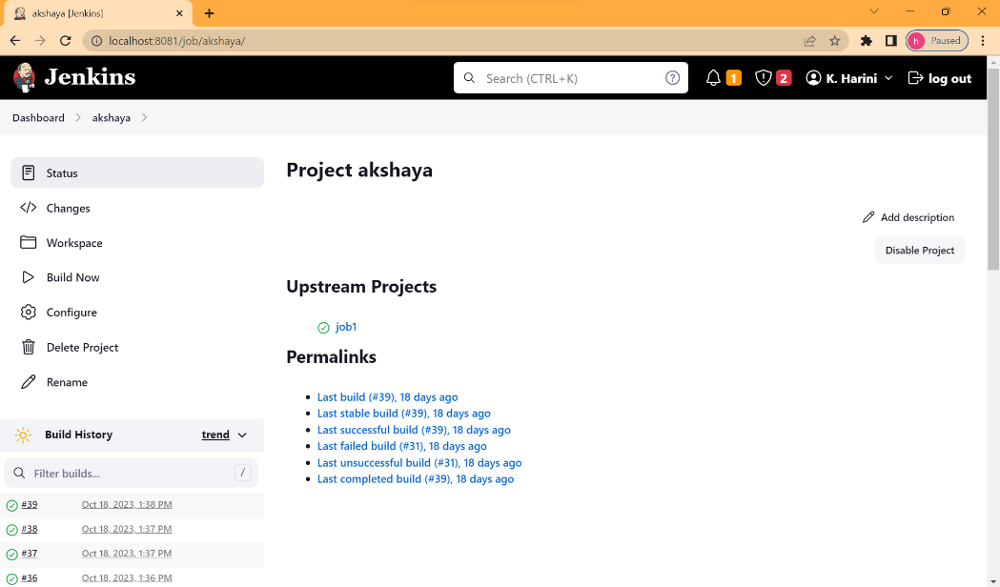 akshaya [Jenkins]
localhost:8081/job/akshaya/
h Paused
Jenkins
Search (CTRL+K)
?
1
2
K. Harini
log out
Dashboard
akshaya
Status
Changes
Workspace
Build Now
Configure
Delete Project
Rename
Build History
trend
Filter builds...
/
#39 Oct 18, 2023, 1:38 PM
#38 Oct 18, 2023, 1:37 PM
#37 Oct 18, 2023, 1:37 PM
#36 Oct 18, 2023, 1:36 PM
Project akshaya
Add description
Disable Project
Upstream Projects
job1
Permalinks
Last build (#39), 18 days ago
Last stable build (#39), 18 days ago
Last successful build (#39), 18 days ago
Last failed build (#31), 18 days ago
Last unsuccessful build (#31), 18 days ago
Last completed build (#39), 18 days ago